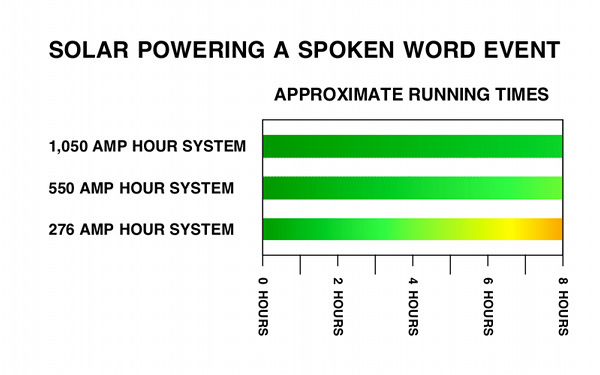 SOLAR POWERING A SPOKEN WORD EVENT
APPROXIMATE RUNNING TIMES
1,050 AMP HOUR SYSTEM
550 AMP HOUR SYSTEM
276 AMP HOUR SYSTEM
0 HOURS
2 HOURS
4 HOURS
6 HOURS
8 HOURS